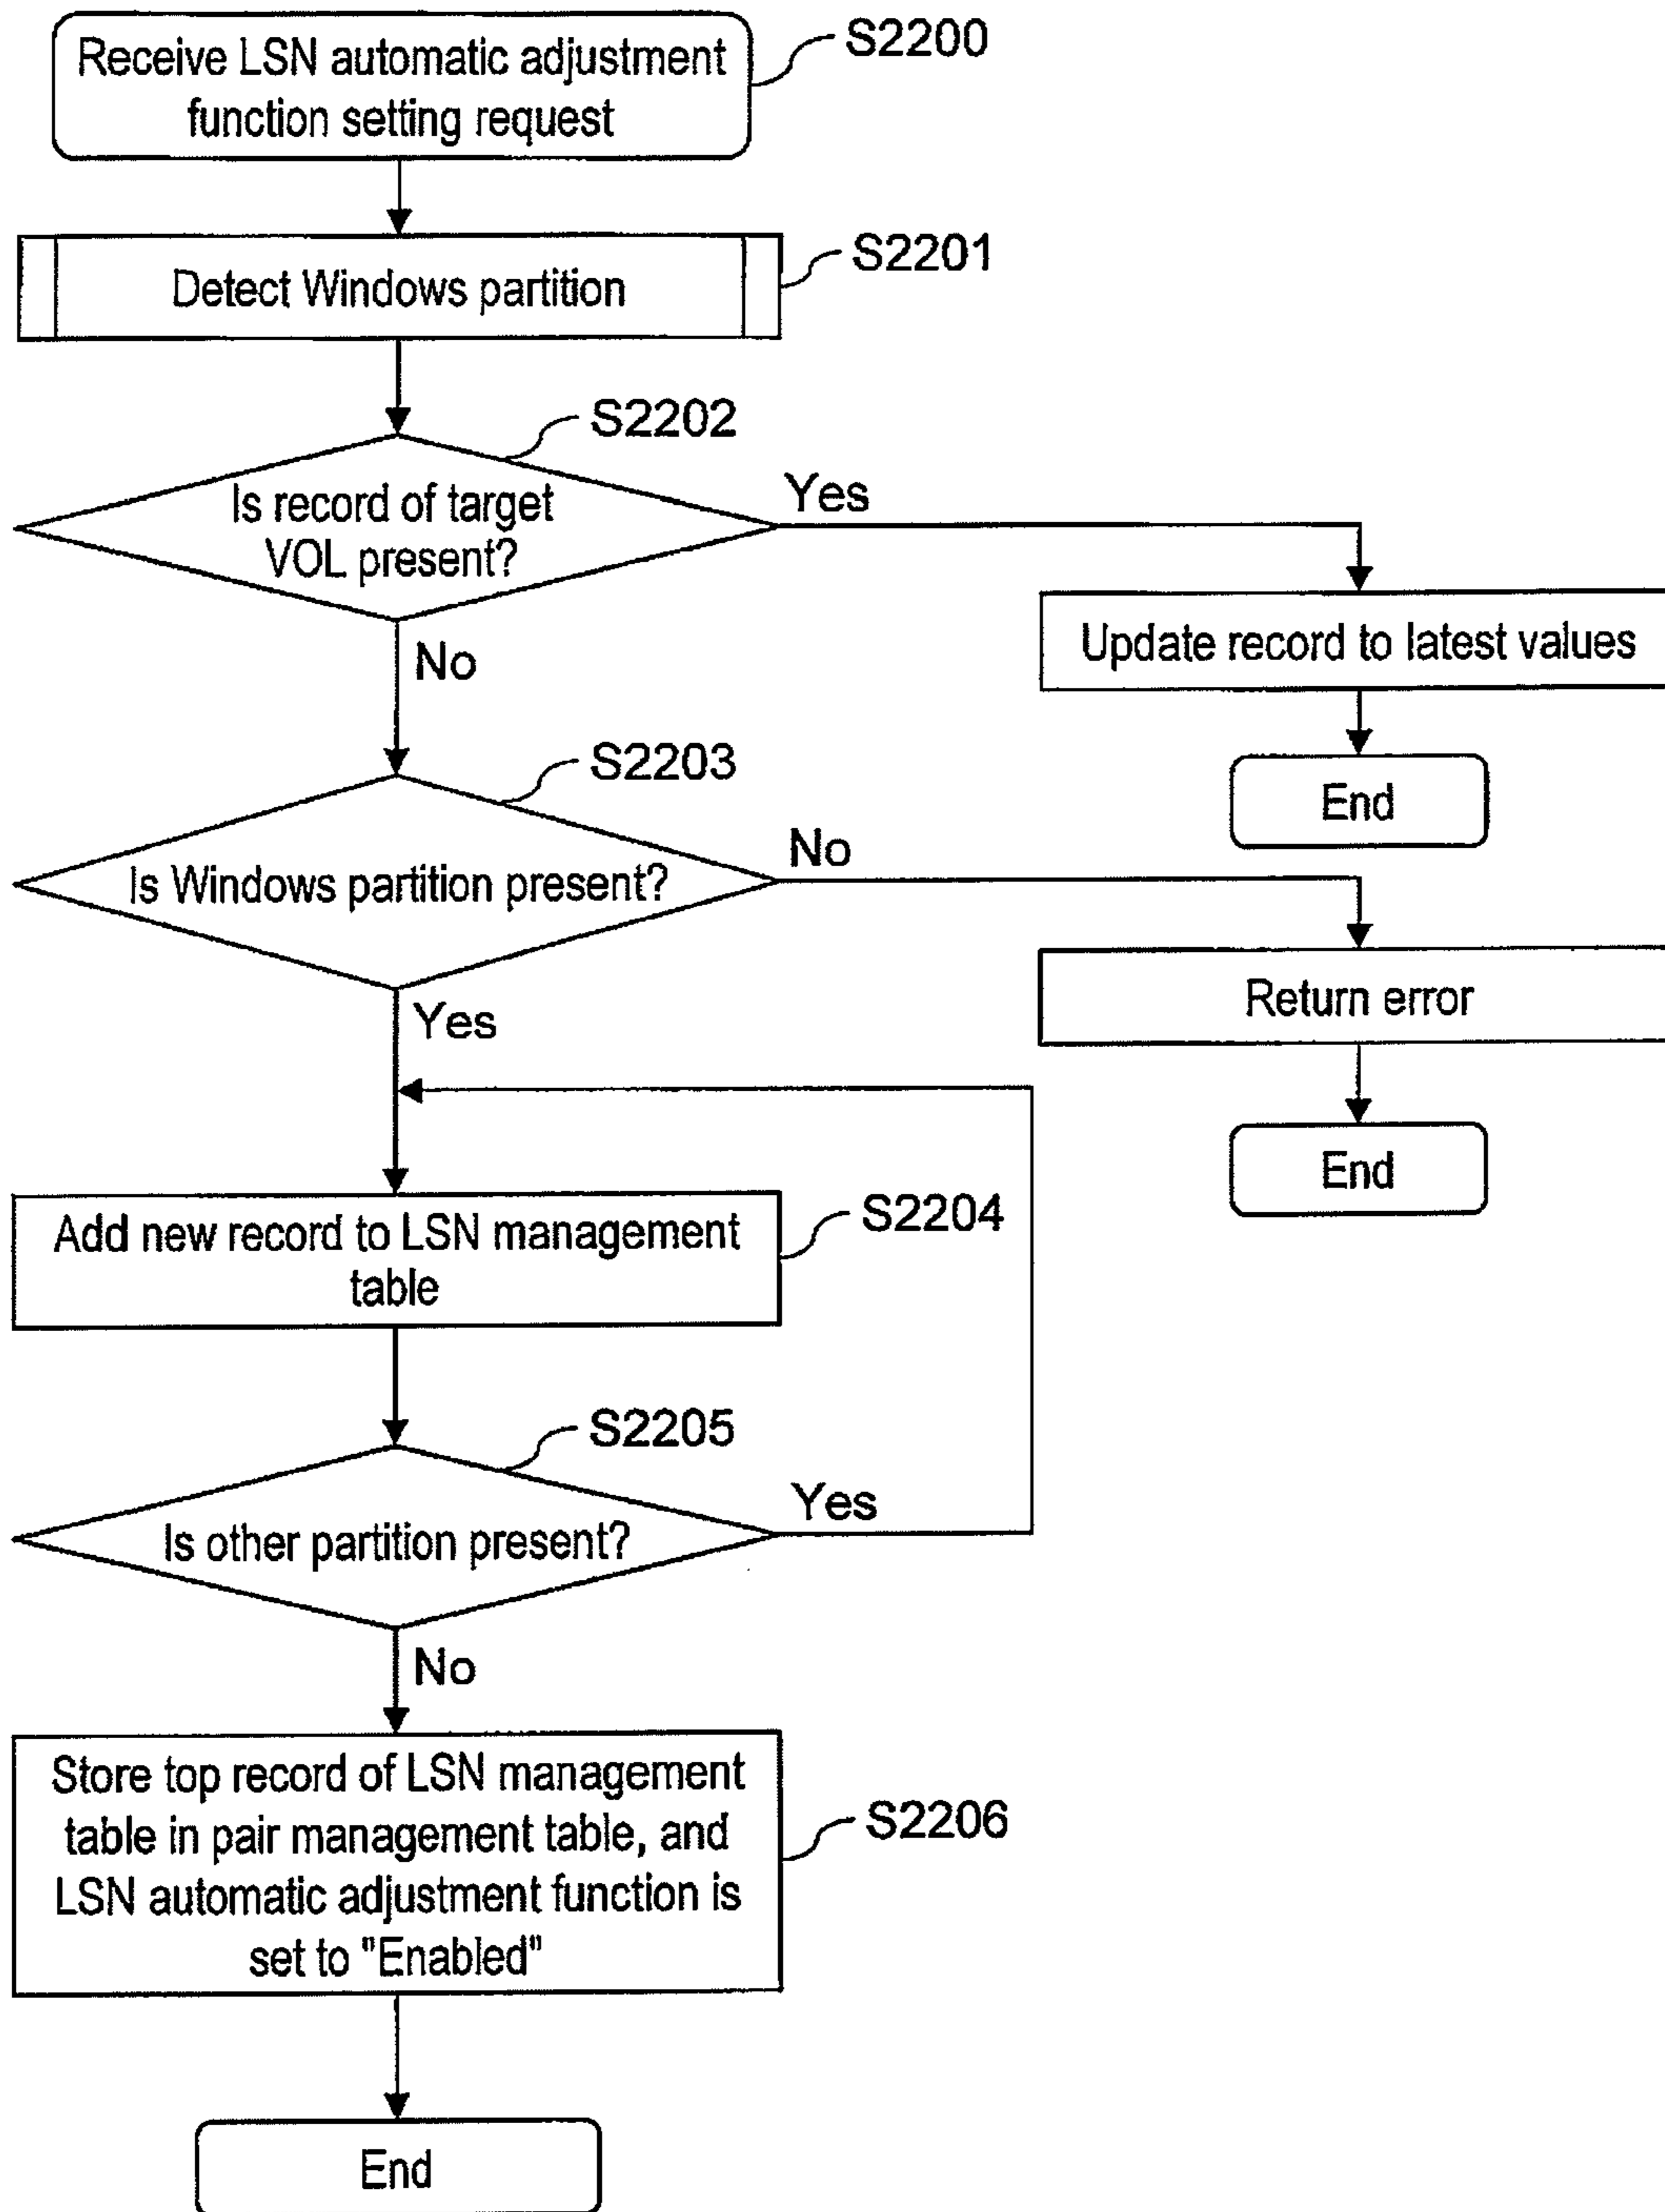 Receive LSN automatic adjustment
function setting request
S2200
Detect Windows partition
S2201
S2202
Is record of target
VOL present?
Yes
No
Update record to latest values
End
S2203
Is Windows partition present?
No
Yes
Return error
End
Add new record to LSN management
table
S2204
S2205
Is other partition present?
Yes
No
Store top record of LSN management
table in pair management table, and
LSN automatic adjustment function is
set to "Enabled"
S2206
End